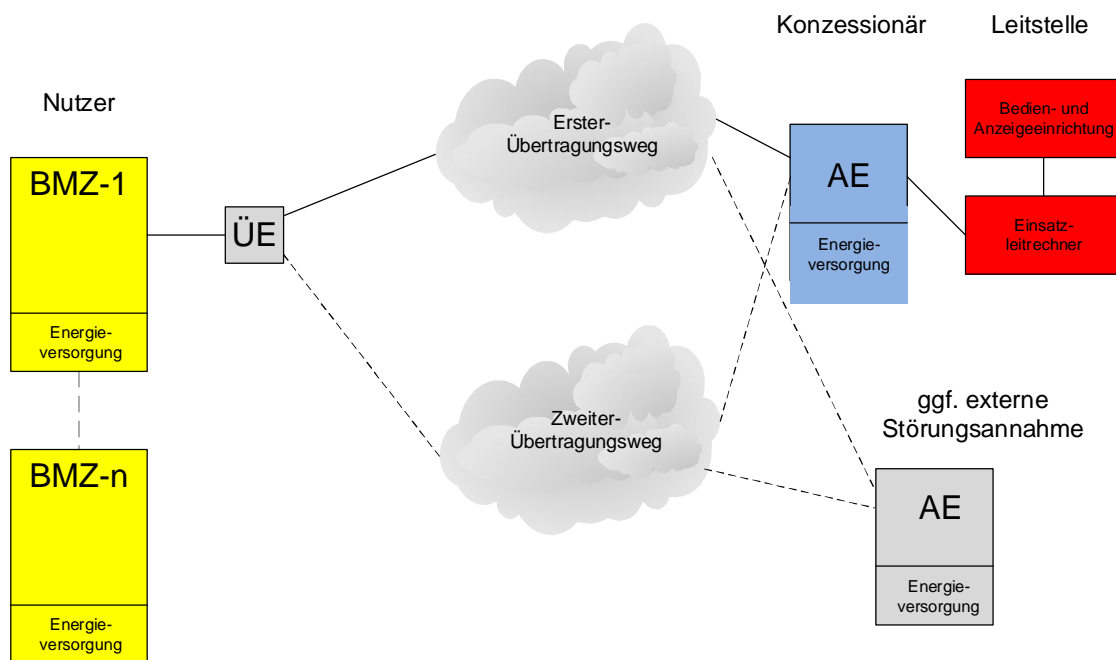 Konzessionär
Leitstelle
Nutzer
BMZ-1
Energie-
versorgung
BMZ-n
Energie-
versorgung
ÜE
Erster-
Übertragungsweg
Zweiter-
Übertragungsweg
AE
Energie-
versorgung
Bedien- und
Anzeigeeinrichtung
Einsatz-
leitrechner
ggf. externe
Störungsannahme
AE
Energie-
versorgung